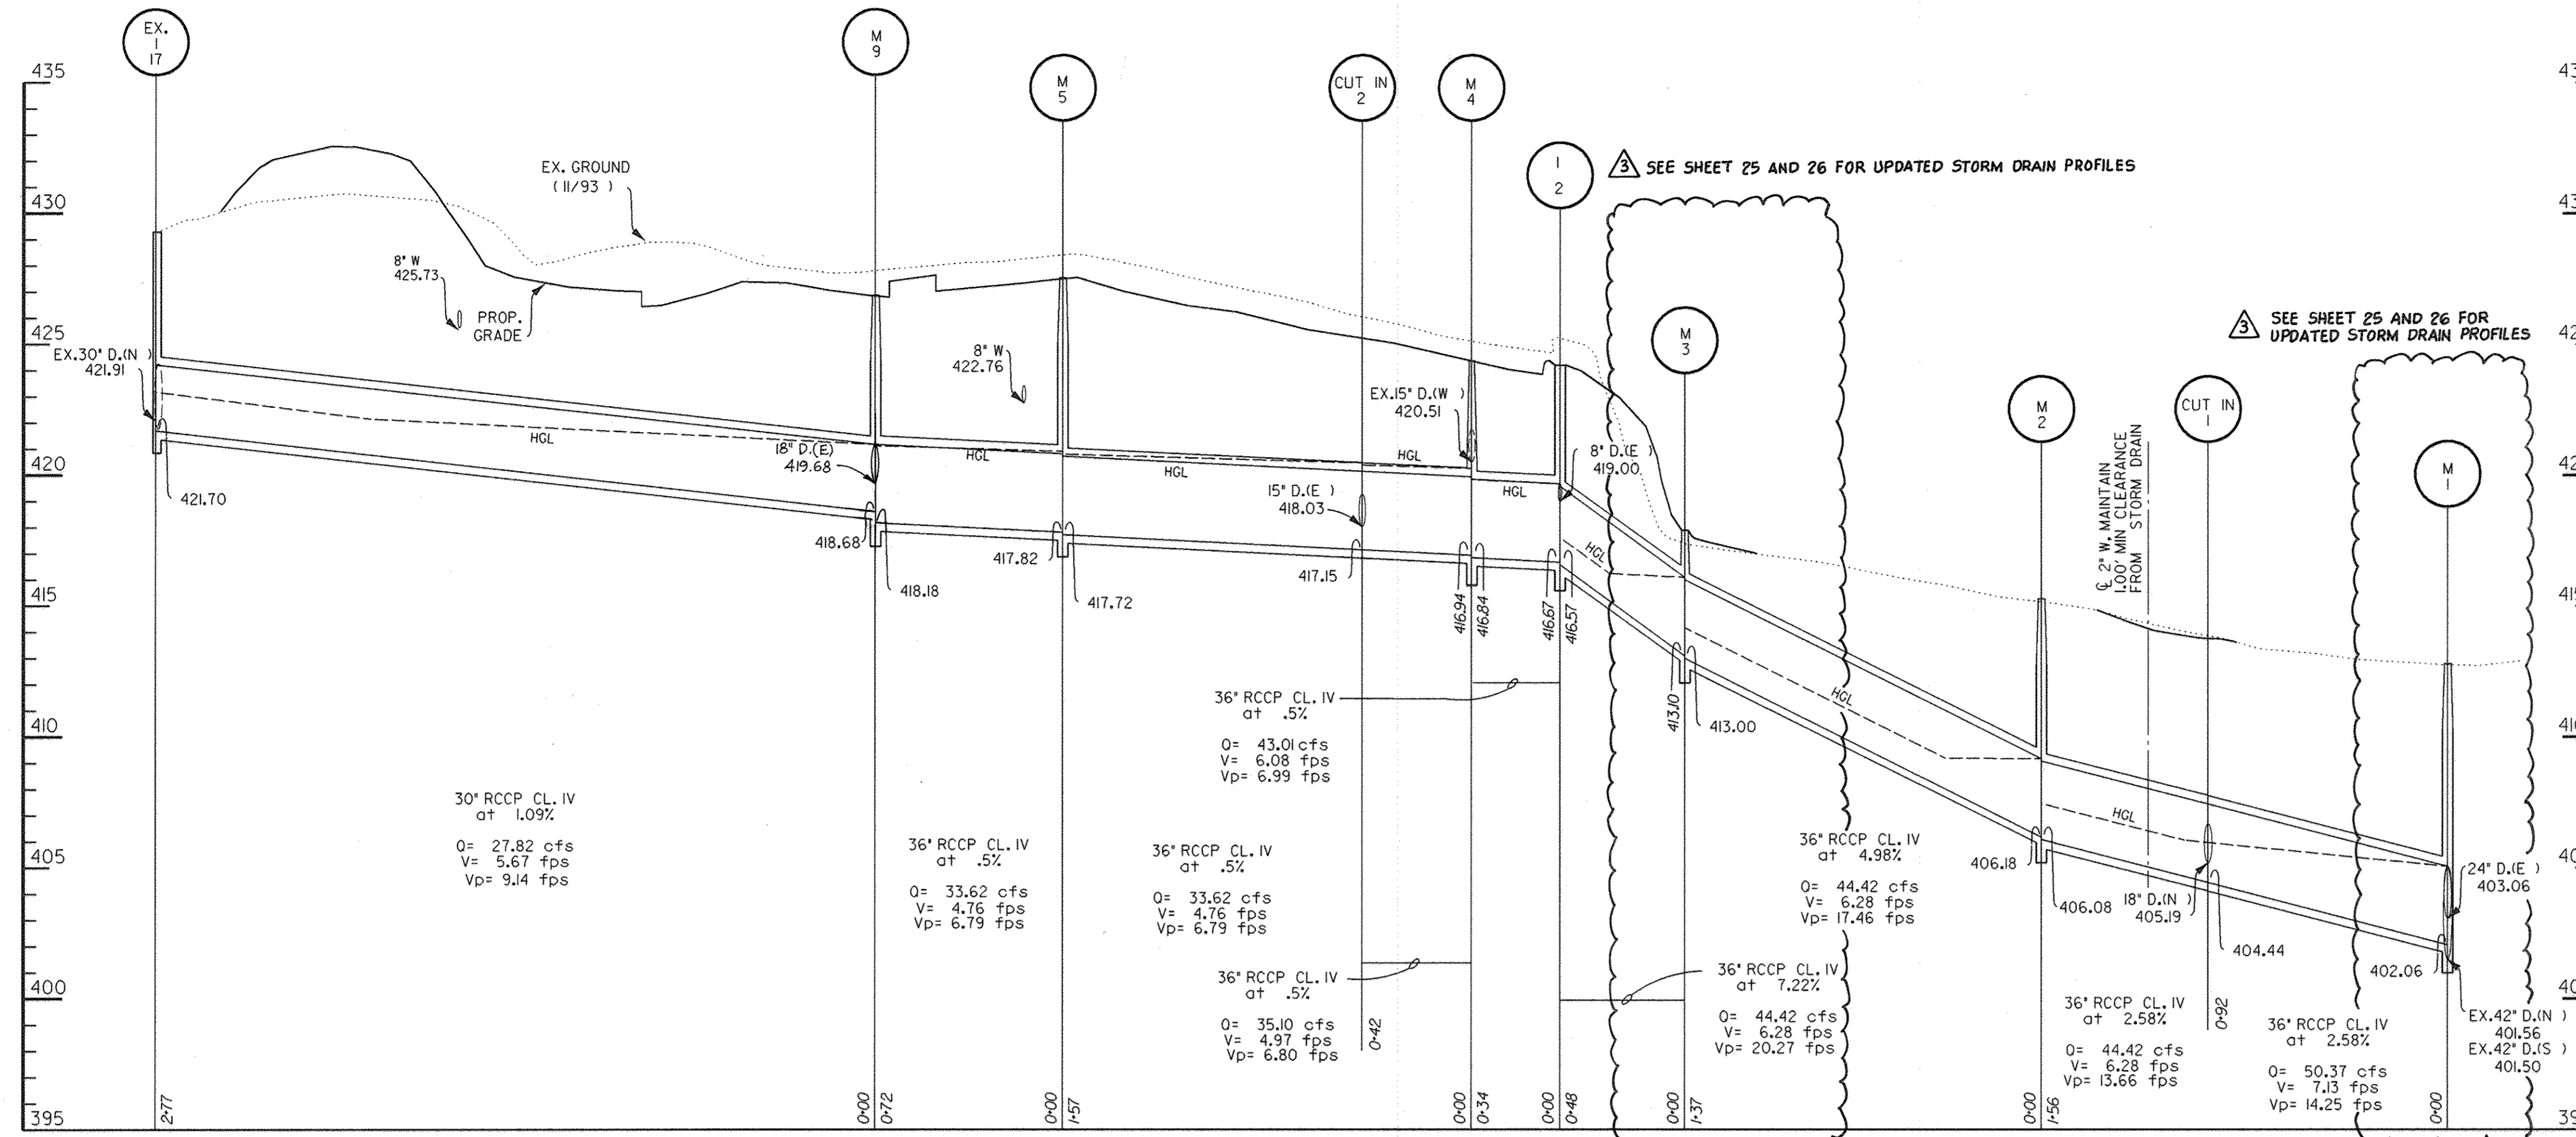 EX.
I
17
M
9
M
5
CUT IN
2
M
4
I
2
3 SEE SHEET 25 AND 26 FOR UPDATED STORM DRAIN PROFILES
M
3
3 SEE SHEET 25 AND 26 FOR
UPDATED STORM DRAIN PROFILES
M
2
CUT IN
1
M
1
435
430
425
420
415
410
405
400
395
EX. GROUND
( 11/93 )
8" W
425.73
PROP.
GRADE
EX.30" D.(N )
421.91
HGL
421.70
18" D.(E)
419.68
8" W
422.76
HGL
418.68
418.18
417.82
417.72
HGL
HGL
15" D.(E )
418.03
417.15
EX.15" D.(W )
420.51
HGL
8" D.(E )
419.00
416.94
416.84
416.67
416.57
HGL
413.10
413.00
HGL
406.18
406.08
℄ 2" W, MAINTAIN
1.00' MIN CLEARANCE
FROM STORM DRAIN
HGL
18" D.(N )
405.19
404.44
24" D.(E )
403.06
402.06
EX.42" D.(N )
401.56
EX.42" D.(S )
401.50
30" RCCP CL. IV
at 1.09%
Q= 27.82 cfs
V= 5.67 fps
Vp= 9.14 fps
36" RCCP CL. IV
at .5%
Q= 33.62 cfs
V= 4.76 fps
Vp= 6.79 fps
36" RCCP CL. IV
at .5%
Q= 33.62 cfs
V= 4.76 fps
Vp= 6.79 fps
36" RCCP CL. IV
at .5%
Q= 43.01 cfs
V= 6.08 fps
Vp= 6.99 fps
36" RCCP CL. IV
at .5%
Q= 35.10 cfs
V= 4.97 fps
Vp= 6.80 fps
36" RCCP CL. IV
at 4.98%
Q= 44.42 cfs
V= 6.28 fps
Vp= 17.46 fps
36" RCCP CL. IV
at 7.22%
Q= 44.42 cfs
V= 6.28 fps
Vp= 20.27 fps
36" RCCP CL. IV
at 2.58%
Q= 44.42 cfs
V= 6.28 fps
Vp= 13.66 fps
36" RCCP CL. IV
at 2.58%
Q= 50.37 cfs
V= 7.13 fps
Vp= 14.25 fps
0+42
0+92
2+77
0+00
0+72
0+00
1+57
0+00
0+34
0+00
0+48
0+00
1+37
0+00
1+56
0+00